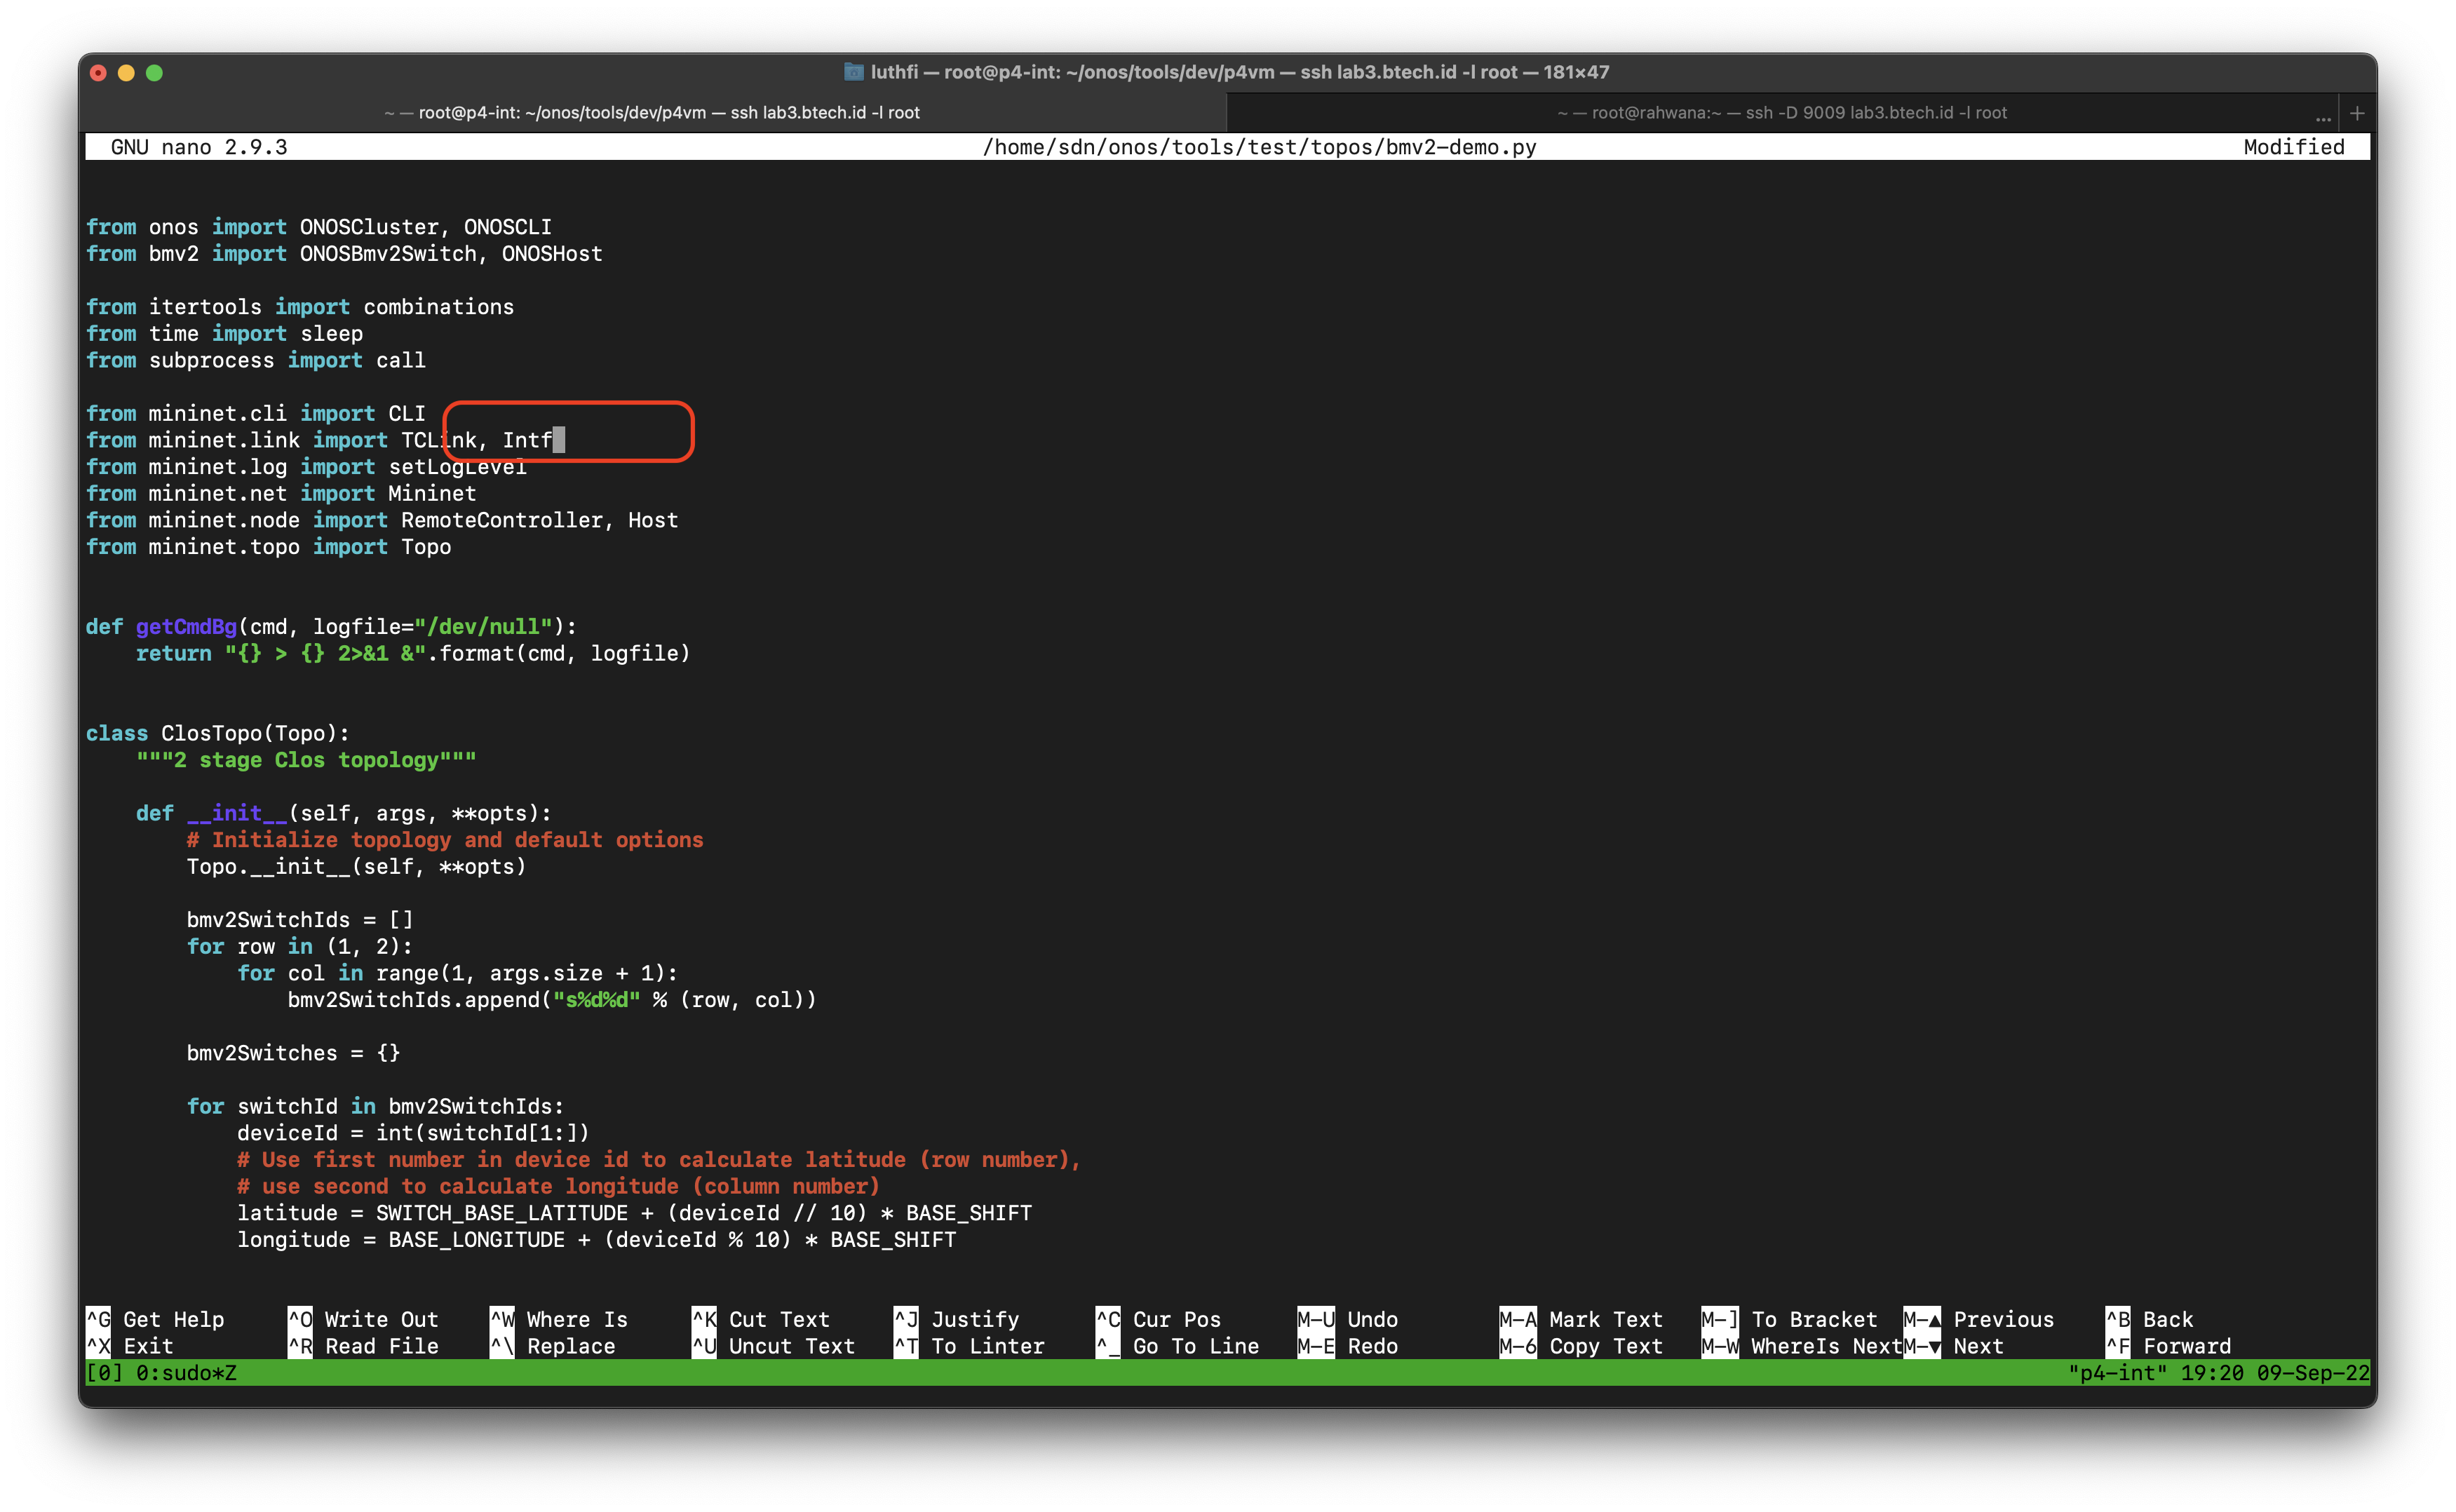 luthfi — root@p4-int: ~/onos/tools/dev/p4vm — ssh lab3.btech.id -l root — 181×47
~ — root@p4-int: ~/onos/tools/dev/p4vm — ssh lab3.btech.id -l root
~ — root@rahwana:~ — ssh -D 9009 lab3.btech.id -l root ... +
GNU nano 2.9.3 /home/sdn/onos/tools/test/topos/bmv2-demo.py Modified
from onos import ONOSCluster, ONOSCLI
from bmv2 import ONOSBmv2Switch, ONOSHost
from itertools import combinations
from time import sleep
from subprocess import call
from mininet.cli import CLI
from mininet.link import TCLink, Intf
from mininet.log import setLogLevel
from mininet.net import Mininet
from mininet.node import RemoteController, Host
from mininet.topo import Topo
def getCmdBg(cmd, logfile="/dev/null"):
    return "{} > {} 2>&1 &".format(cmd, logfile)
class ClosTopo(Topo):
    """2 stage Clos topology"""
    def __init__(self, args, **opts):
        # Initialize topology and default options
        Topo.__init__(self, **opts)
        bmv2SwitchIds = []
        for row in (1, 2):
            for col in range(1, args.size + 1):
                bmv2SwitchIds.append("s%d%d" % (row, col))
        bmv2Switches = {}
        for switchId in bmv2SwitchIds:
            deviceId = int(switchId[1:])
            # Use first number in device id to calculate latitude (row number),
            # use second to calculate longitude (column number)
            latitude = SWITCH_BASE_LATITUDE + (deviceId // 10) * BASE_SHIFT
            longitude = BASE_LONGITUDE + (deviceId % 10) * BASE_SHIFT
^G Get Help ^O Write Out ^W Where Is ^K Cut Text ^J Justify ^C Cur Pos M-U Undo M-A Mark Text M-] To Bracket M-▲ Previous ^B Back
^X Exit ^R Read File ^\ Replace ^U Uncut Text ^T To Linter ^_ Go To Line M-E Redo M-6 Copy Text M-W WhereIs Next M-▼ Next ^F Forward
[0] 0:sudo*Z "p4-int" 19:20 09-Sep-22